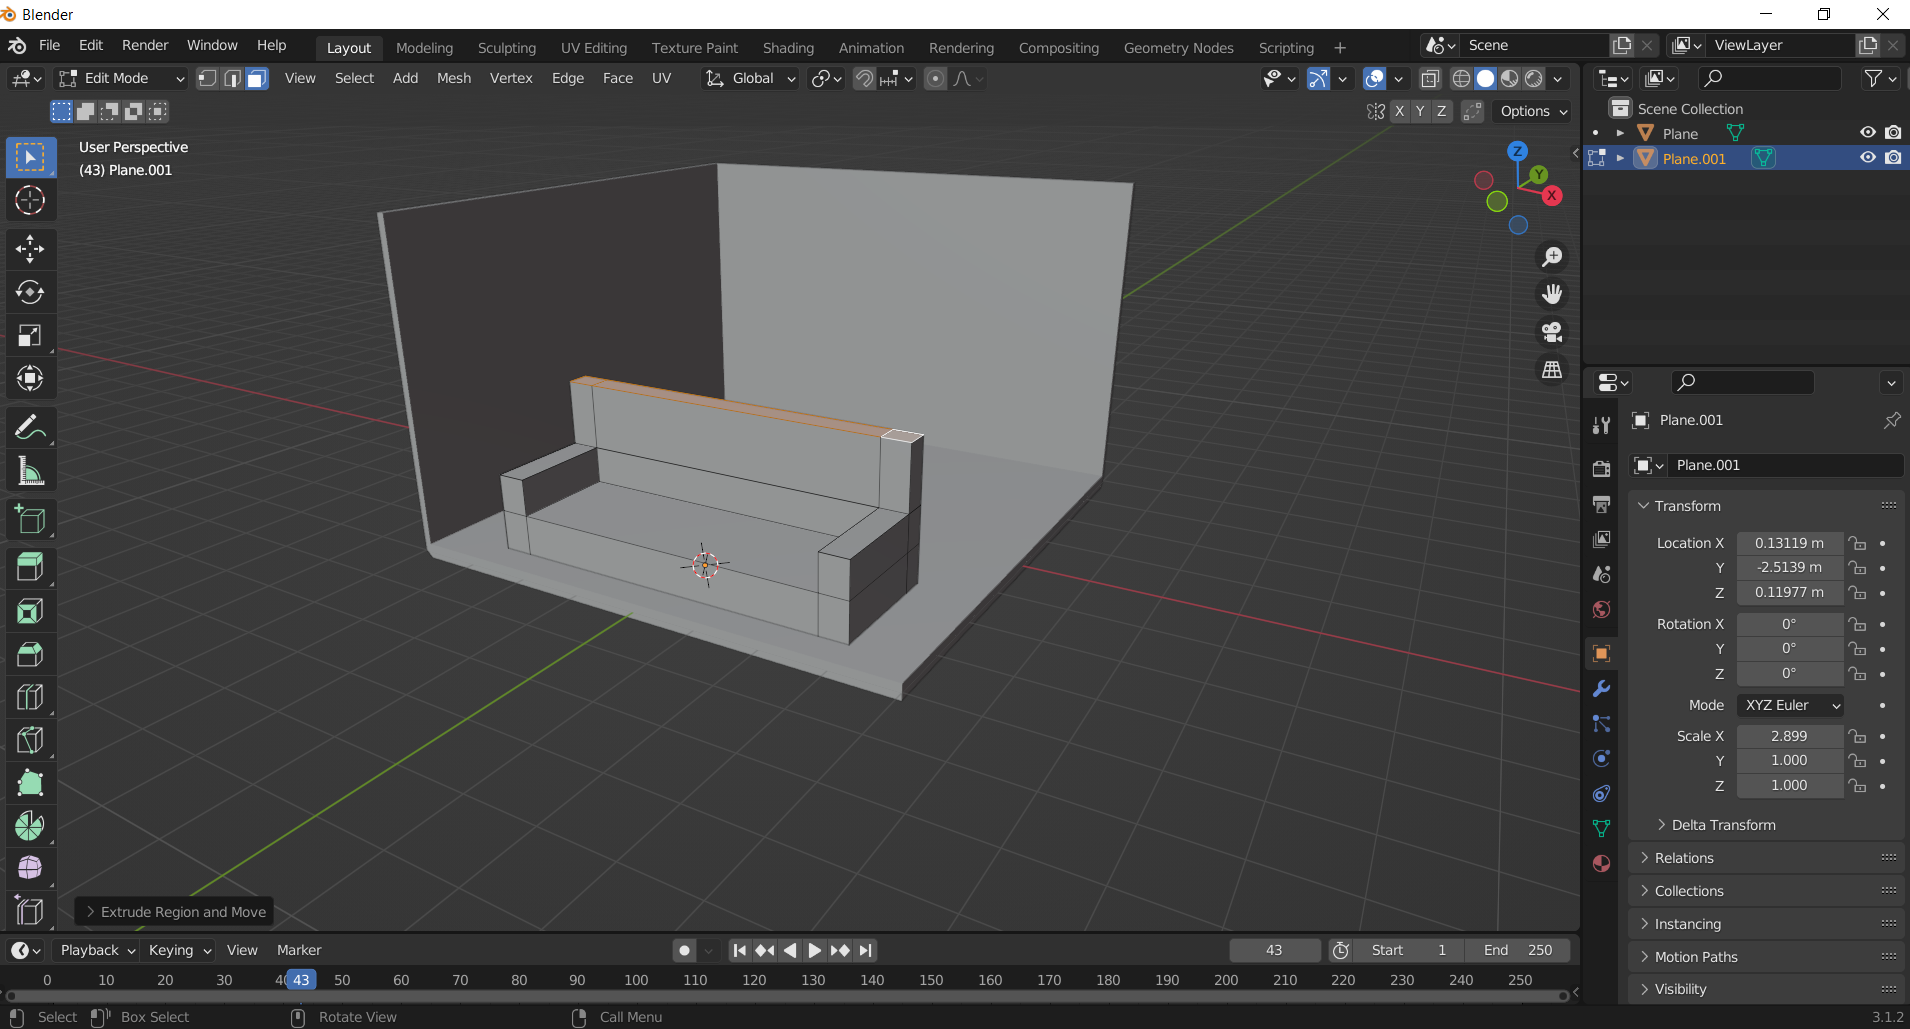 Blender
File Edit Render Window Help Layout Modeling Sculpting UV Editing Texture Paint Shading Animation Rendering Compositing Geometry Nodes Scripting + Scene ViewLayer
Edit Mode View Select Add Mesh Vertex Edge Face UV Global
X Y Z Options
User Perspective
(43) Plane.001
Z
Y
X
Scene Collection
Plane
Plane.001
Plane.001
Plane.001
Transform
Location X 0.13119 m
Y -2.5139 m
Z 0.11977 m
Rotation X 0°
Y 0°
Z 0°
Mode XYZ Euler
Scale X 2.899
Y 1.000
Z 1.000
Delta Transform
Relations
Collections
Instancing
Motion Paths
Visibility
Extrude Region and Move
Playback Keying View Marker 43 Start 1 End 250
0 10 20 30 43 50 60 70 80 90 100 110 120 130 140 150 160 170 180 190 200 210 220 230 240 250
Select Box Select Rotate View Call Menu 3.1.2